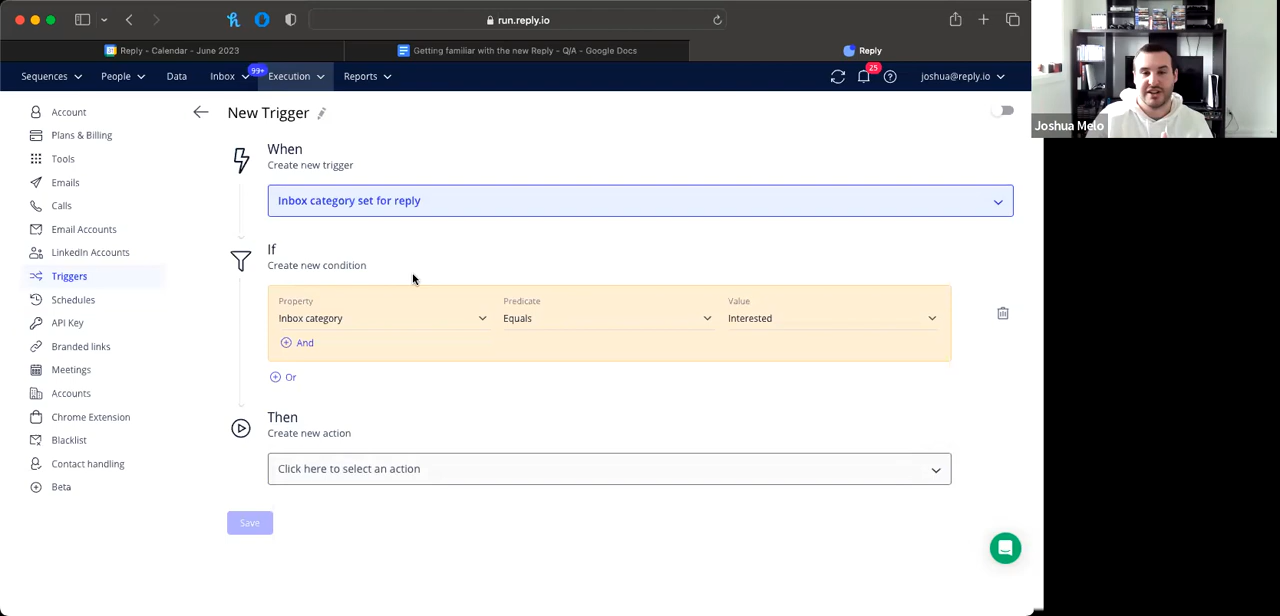 run.reply.io
Reply - Calendar - June 2023
Getting familiar with the new Reply - Q/A - Google Docs
Reply
Sequences
People
Data
Inbox
99+
Execution
Reports
25
joshua@reply.io
Joshua Melo
Account
Plans & Billing
Tools
Emails
Calls
Email Accounts
LinkedIn Accounts
Triggers
Schedules
API Key
Branded links
Meetings
Accounts
Chrome Extension
Blacklist
Contact handling
Beta
New Trigger
When
Create new trigger
Inbox category set for reply
If
Create new condition
Property Predicate Value
Inbox category Equals Interested
And
Or
Then
Create new action
Click here to select an action
Save